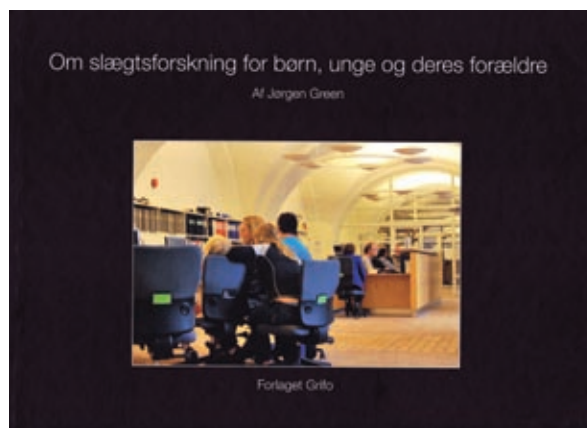 Om slægtsforskning for børn, unge og deres forældre
Af Jørgen Green
Forlaget Grifo